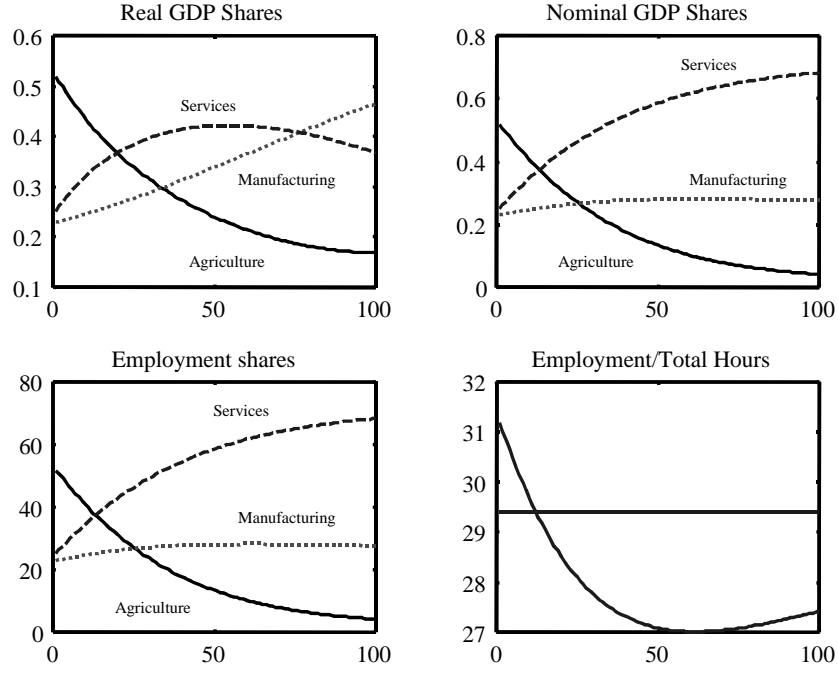 Real GDP Shares
0.6
0.5
0.4
0.3
0.2
0.1
Services
Manufacturing
Agriculture
0 50 100
Nominal GDP Shares
0.8
0.6
0.4
0.2
0
Services
Manufacturing
Agriculture
0 50 100
Employment shares
80
60
40
20
0
Services
Manufacturing
Agriculture
0 50 100
Employment/Total Hours
32
31
30
29
28
27
0 50 100